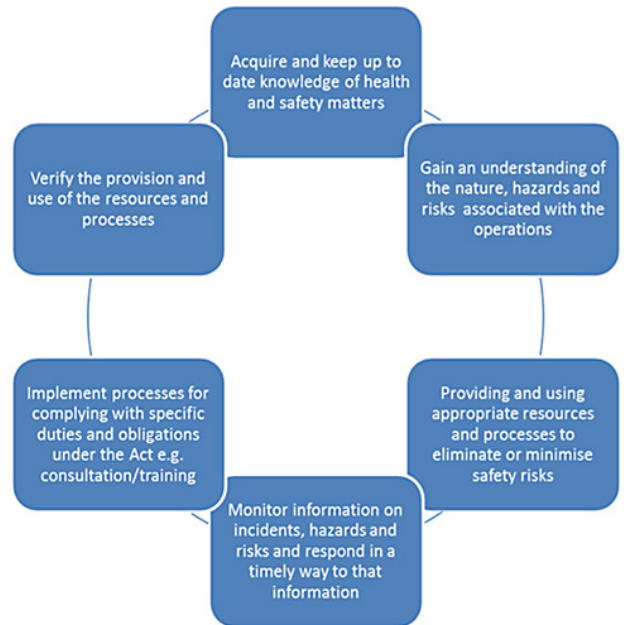 Acquire and keep up to
date knowledge of health
and safety matters
Gain an understanding of
the nature, hazards and
risks associated with the
operations
Providing and using
appropriate resources
and processes to
eliminate or minimise
safety risks
Monitor information on
incidents, hazards and
risks and respond in a
timely way to that
information
Implement processes for
complying with specific
duties and obligations
under the Act e.g.
consultation/training
Verify the provision and
use of the resources and
processes